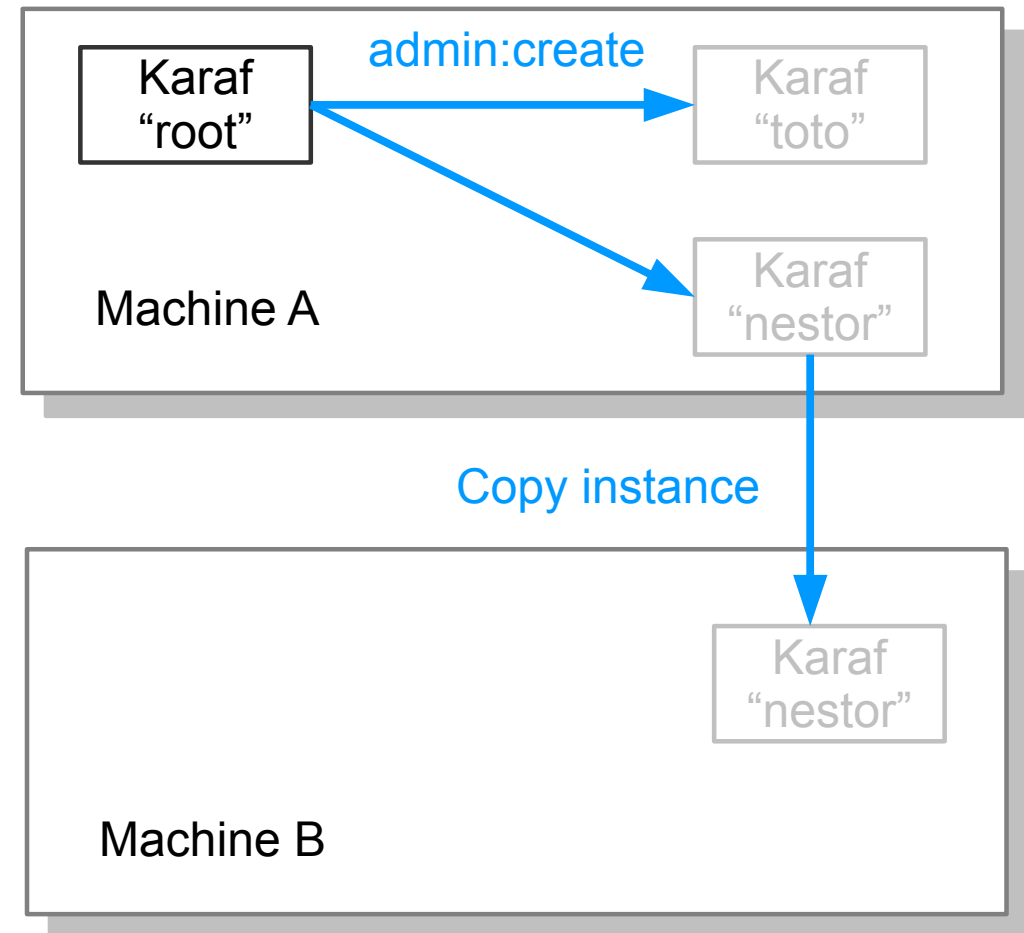 admin:create
Karaf
“root”
Karaf
“toto”
Karaf
“nestor”
Machine A
Copy instance
Karaf
“nestor”
Machine B